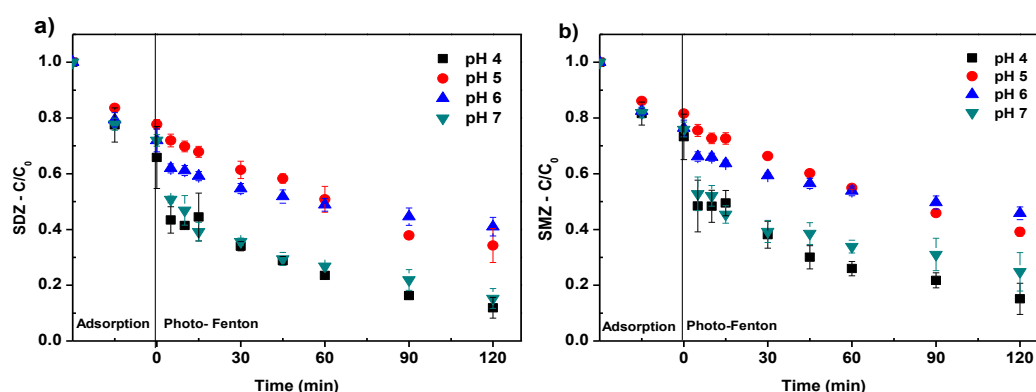 a)
SDZ - C/C0
1.0
0.8
0.6
0.4
0.2
0.0
pH 4
pH 5
pH 6
pH 7
Adsorption
Photo- Fenton
0
30
60
90
120
Time (min)
b)
SMZ - C/C0
1.0
0.8
0.6
0.4
0.2
0.0
pH 4
pH 5
pH 6
pH 7
Adsorption
Photo-Fenton
0
30
60
90
120
Time (min)